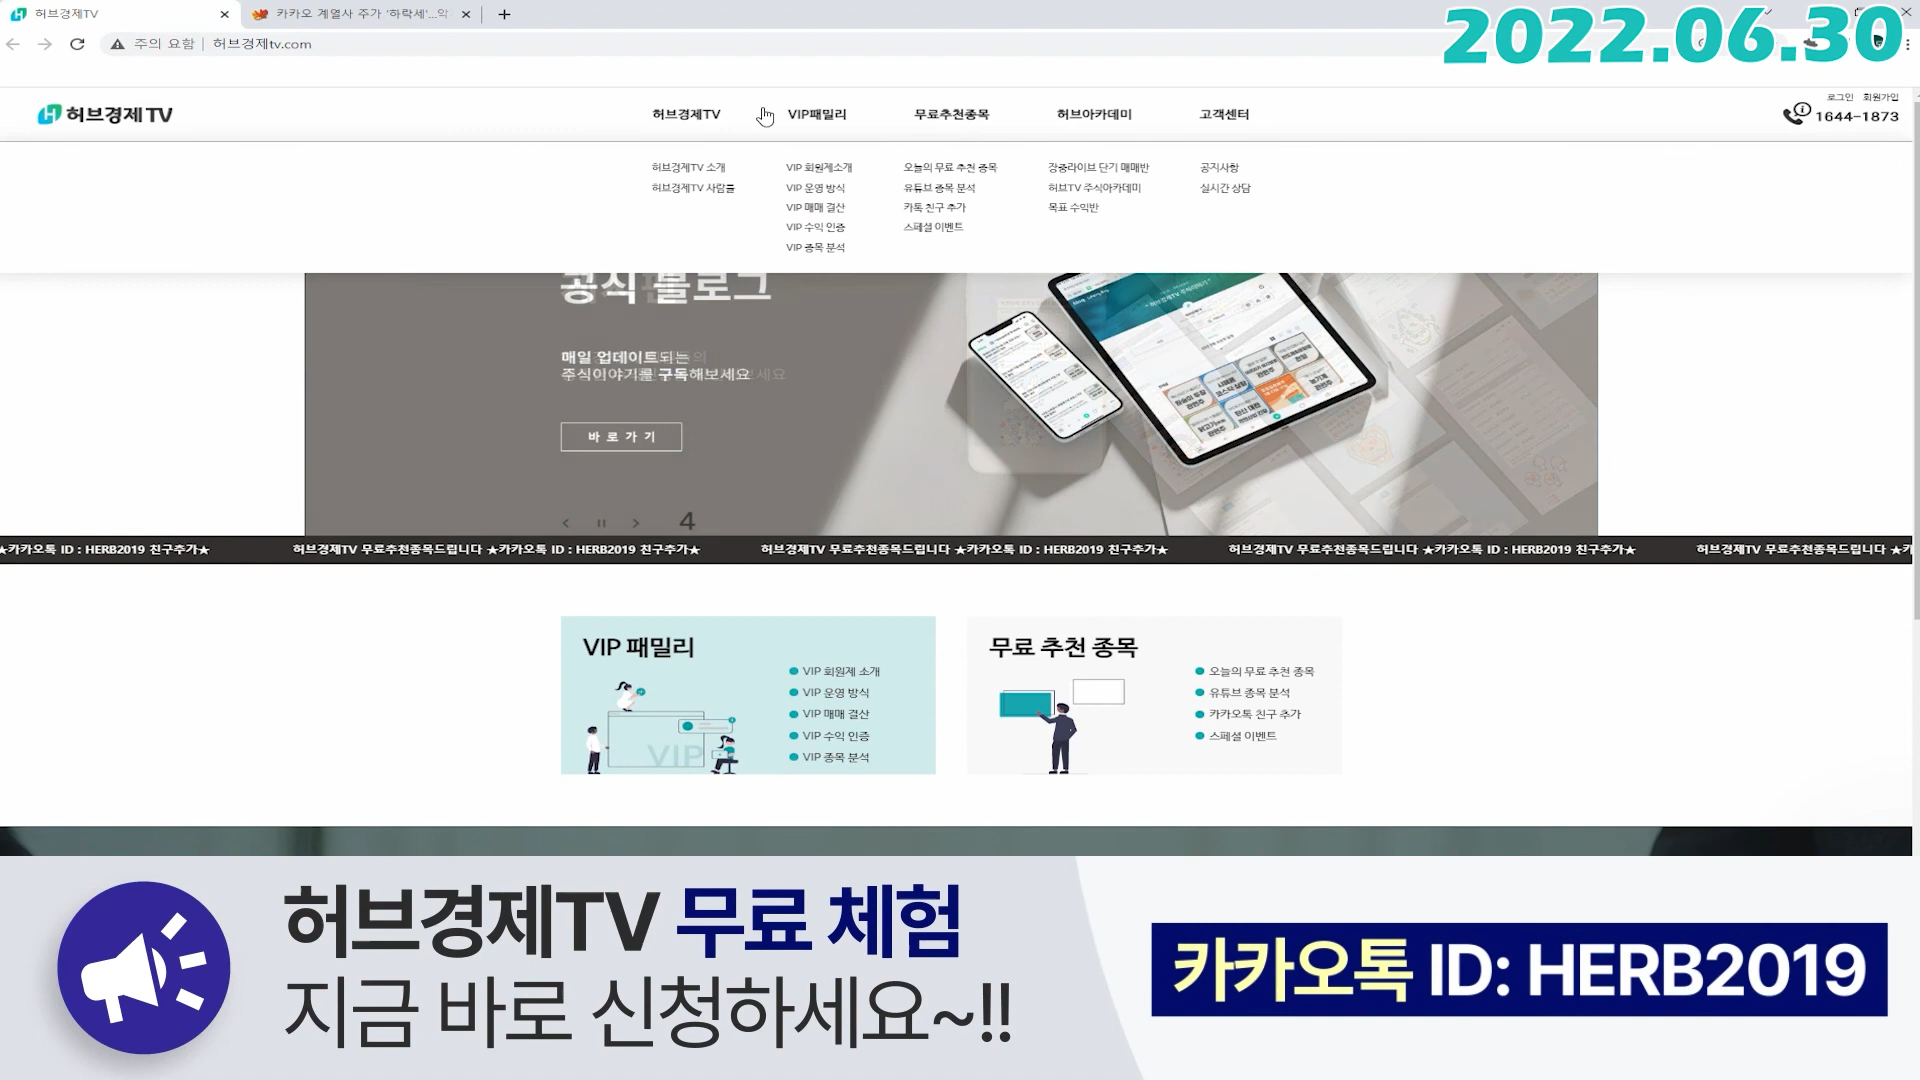 허브경제TV
카카오 계열사 주가 '하락세'...악
2022.06.30
주의 요함 | 허브경제tv.com
로그인 회원가입
허브경제TV
허브경제TV VIP패밀리 무료추천종목 허브아카데미 고객센터
1644-1873
허브경제TV 소개 VIP 회원제소개 오늘의 무료 추천 종목 장중라이브 단기 매매반 공지사항
허브경제TV 사람들 VIP 운영 방식 유튜브 종목 분석 허브TV 주식아카데미 실시간 상담
VIP 매매 결산 카톡 친구 추가 목표 수익반
VIP 수익 인증 스페셜 이벤트
VIP 종목 분석
공식 블로그
매일 업데이트되는
주식이야기를 구독해보세요
바로가기
4
★카카오톡 ID : HERB2019 친구추가★ 허브경제TV 무료추천종목드립니다 ★카카오톡 ID : HERB2019 친구추가★ 허브경제TV 무료추천종목드립니다 ★카카오톡 ID : HERB2019 친구추가★ 허브경제TV 무료추천종목드립니다 ★카카오톡 ID : HERB2019 친구추가★ 허브경제TV 무료추천종목드립니다 ★카
VIP 패밀리
VIP 회원제 소개
VIP 운영 방식
VIP 매매 결산
VIP 수익 인증
VIP 종목 분석
VIP
무료 추천 종목
오늘의 무료 추천 종목
유튜브 종목 분석
카카오톡 친구 추가
스페셜 이벤트
허브경제TV 무료 체험
지금 바로 신청하세요~!!
카카오톡 ID: HERB2019